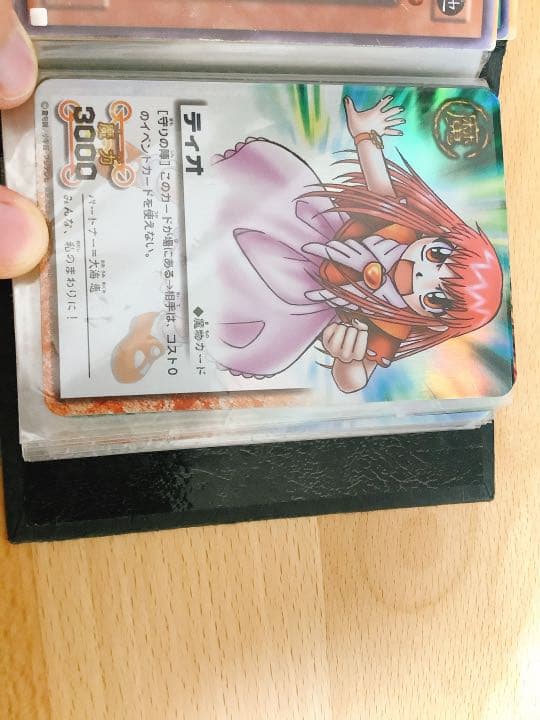 魔
ティオ
◆魔物カード
[守りの陣]このカードが場にある→相手は、コスト0
のイベントカードを使えない。
魔力
3000
パートナー=大海 恵
みんな、私のまわりに!